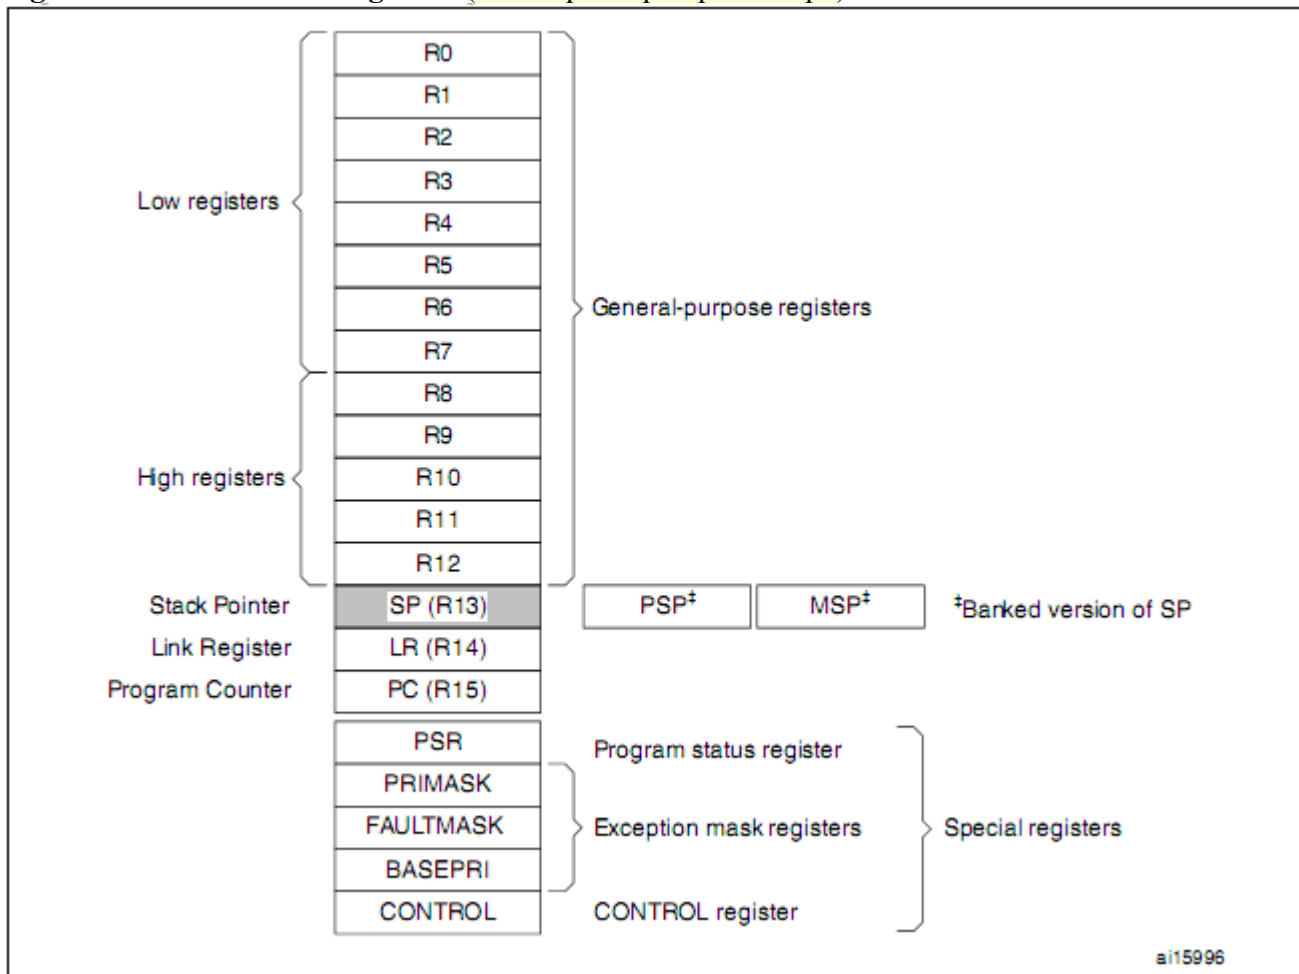 R0
R1
R2
R3
Low registers
R4
R5
R6
General-purpose registers
R7
R8
R9
High registers
R10
R11
R12
Stack Pointer SP (R13) PSP‡ MSP‡ ‡Banked version of SP
Link Register LR (R14)
Program Counter PC (R15)
PSR Program status register
PRIMASK
FAULTMASK Exception mask registers Special registers
BASEPRI
CONTROL CONTROL register
ai15996